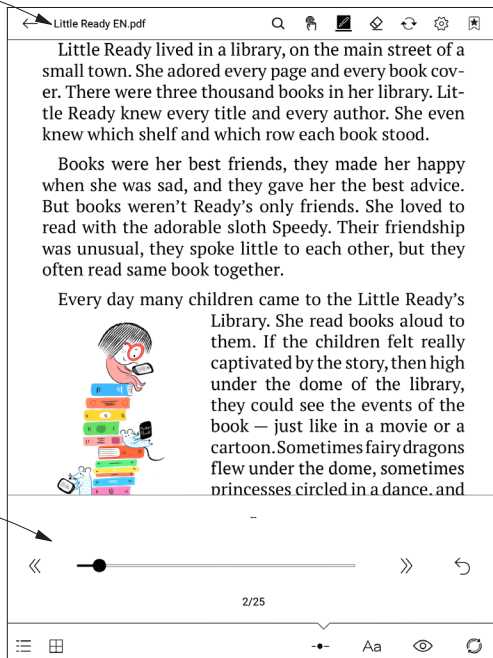 Little Ready EN.pdf
Little Ready lived in a library, on the main street of a
small town. She adored every page and every book cov-
er. There were three thousand books in her library. Lit-
tle Ready knew every title and every author. She even
knew which shelf and which row each book stood.
Books were her best friends, they made her happy
when she was sad, and they gave her the best advice.
But books weren't Ready's only friends. She loved to
read with the adorable sloth Speedy. Their friendship
was unusual, they spoke little to each other, but they
often read same book together.
Every day many children came to the Little Ready's
Library. She read books aloud to
them. If the children felt really
captivated by the story, then high
under the dome of the library,
they could see the events of the
book — just like in a movie or a
cartoon. Sometimes fairy dragons
flew under the dome, sometimes
princesses circled in a dance, and
--
2/25
Aa